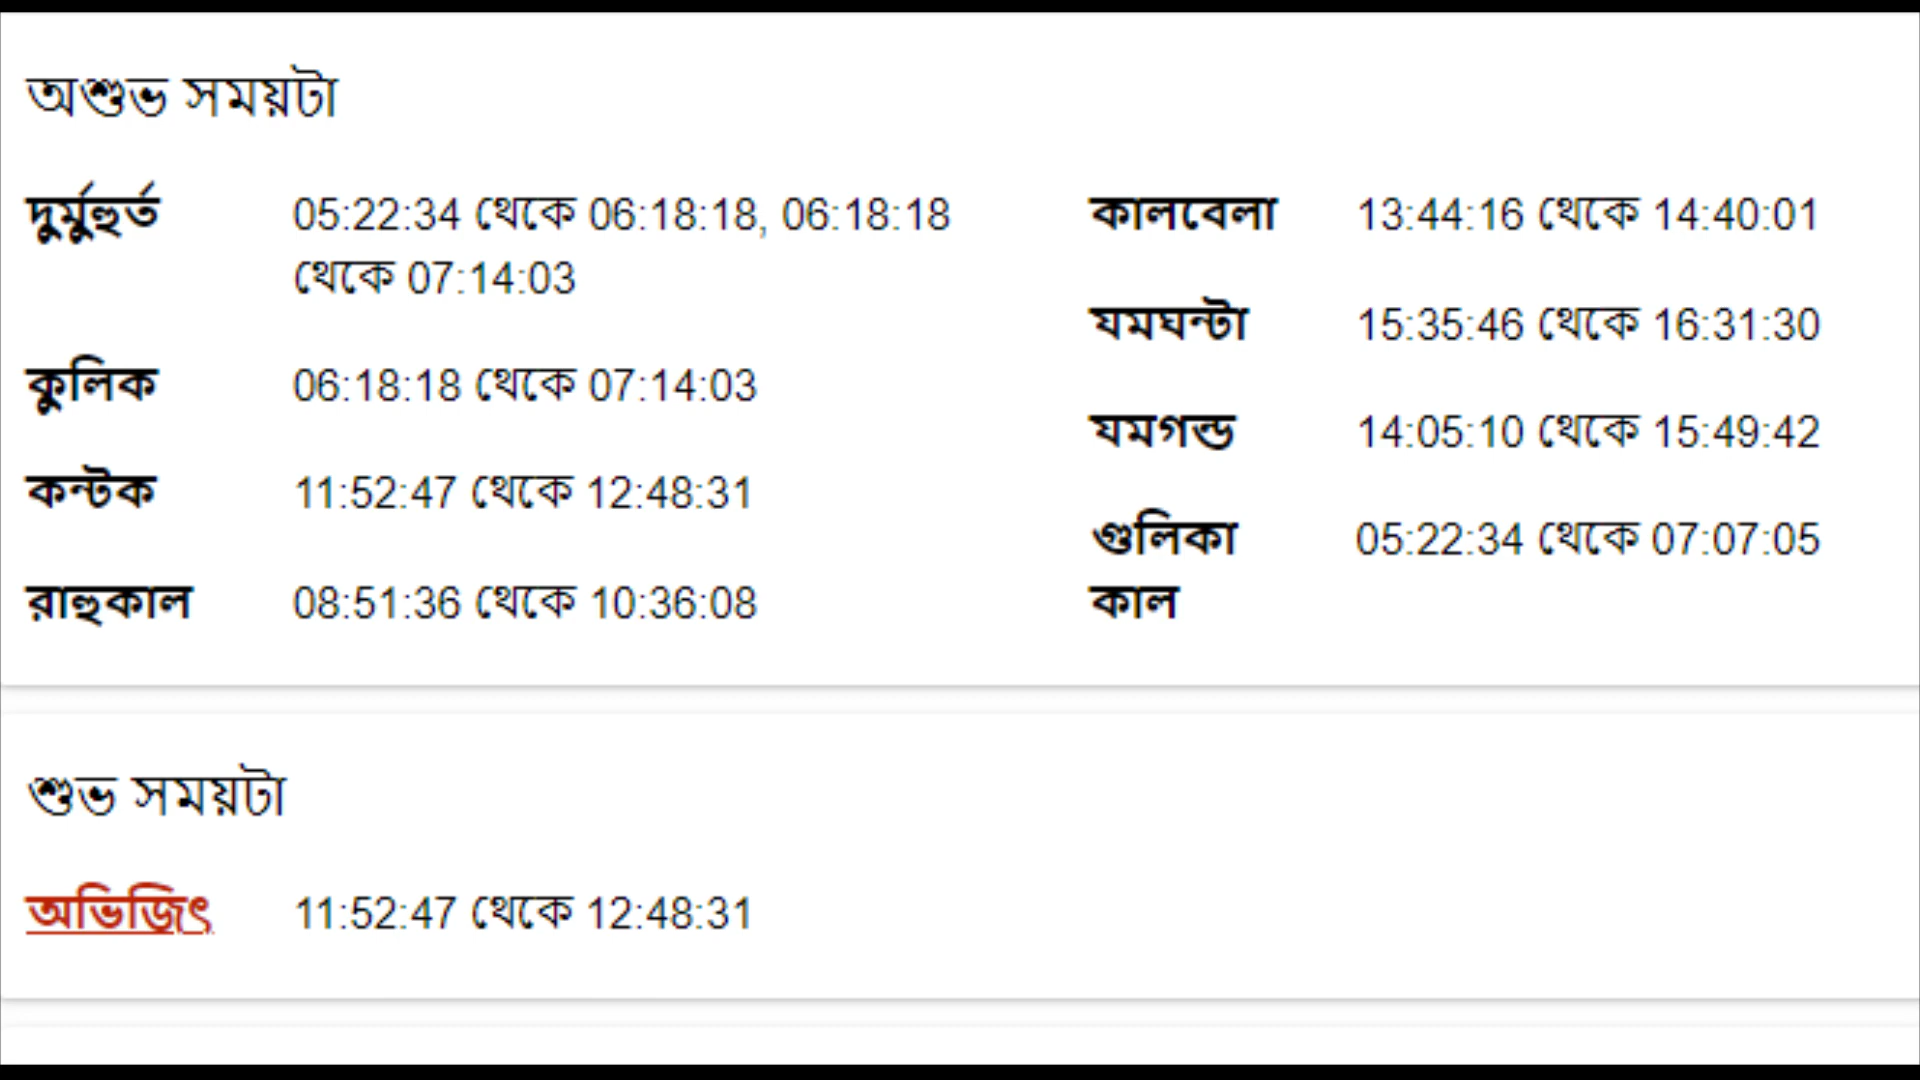 অশুভ সময়টা
দুর্মুহুর্ত 05:22:34 থেকে 06:18:18, 06:18:18
থেকে 07:14:03
কুলিক 06:18:18 থেকে 07:14:03
কন্টক 11:52:47 থেকে 12:48:31
রাহুকাল 08:51:36 থেকে 10:36:08
কালবেলা 13:44:16 থেকে 14:40:01
যমঘন্টা 15:35:46 থেকে 16:31:30
যমগন্ড 14:05:10 থেকে 15:49:42
গুলিকা 05:22:34 থেকে 07:07:05
কাল
শুভ সময়টা
অভিজিৎ 11:52:47 থেকে 12:48:31